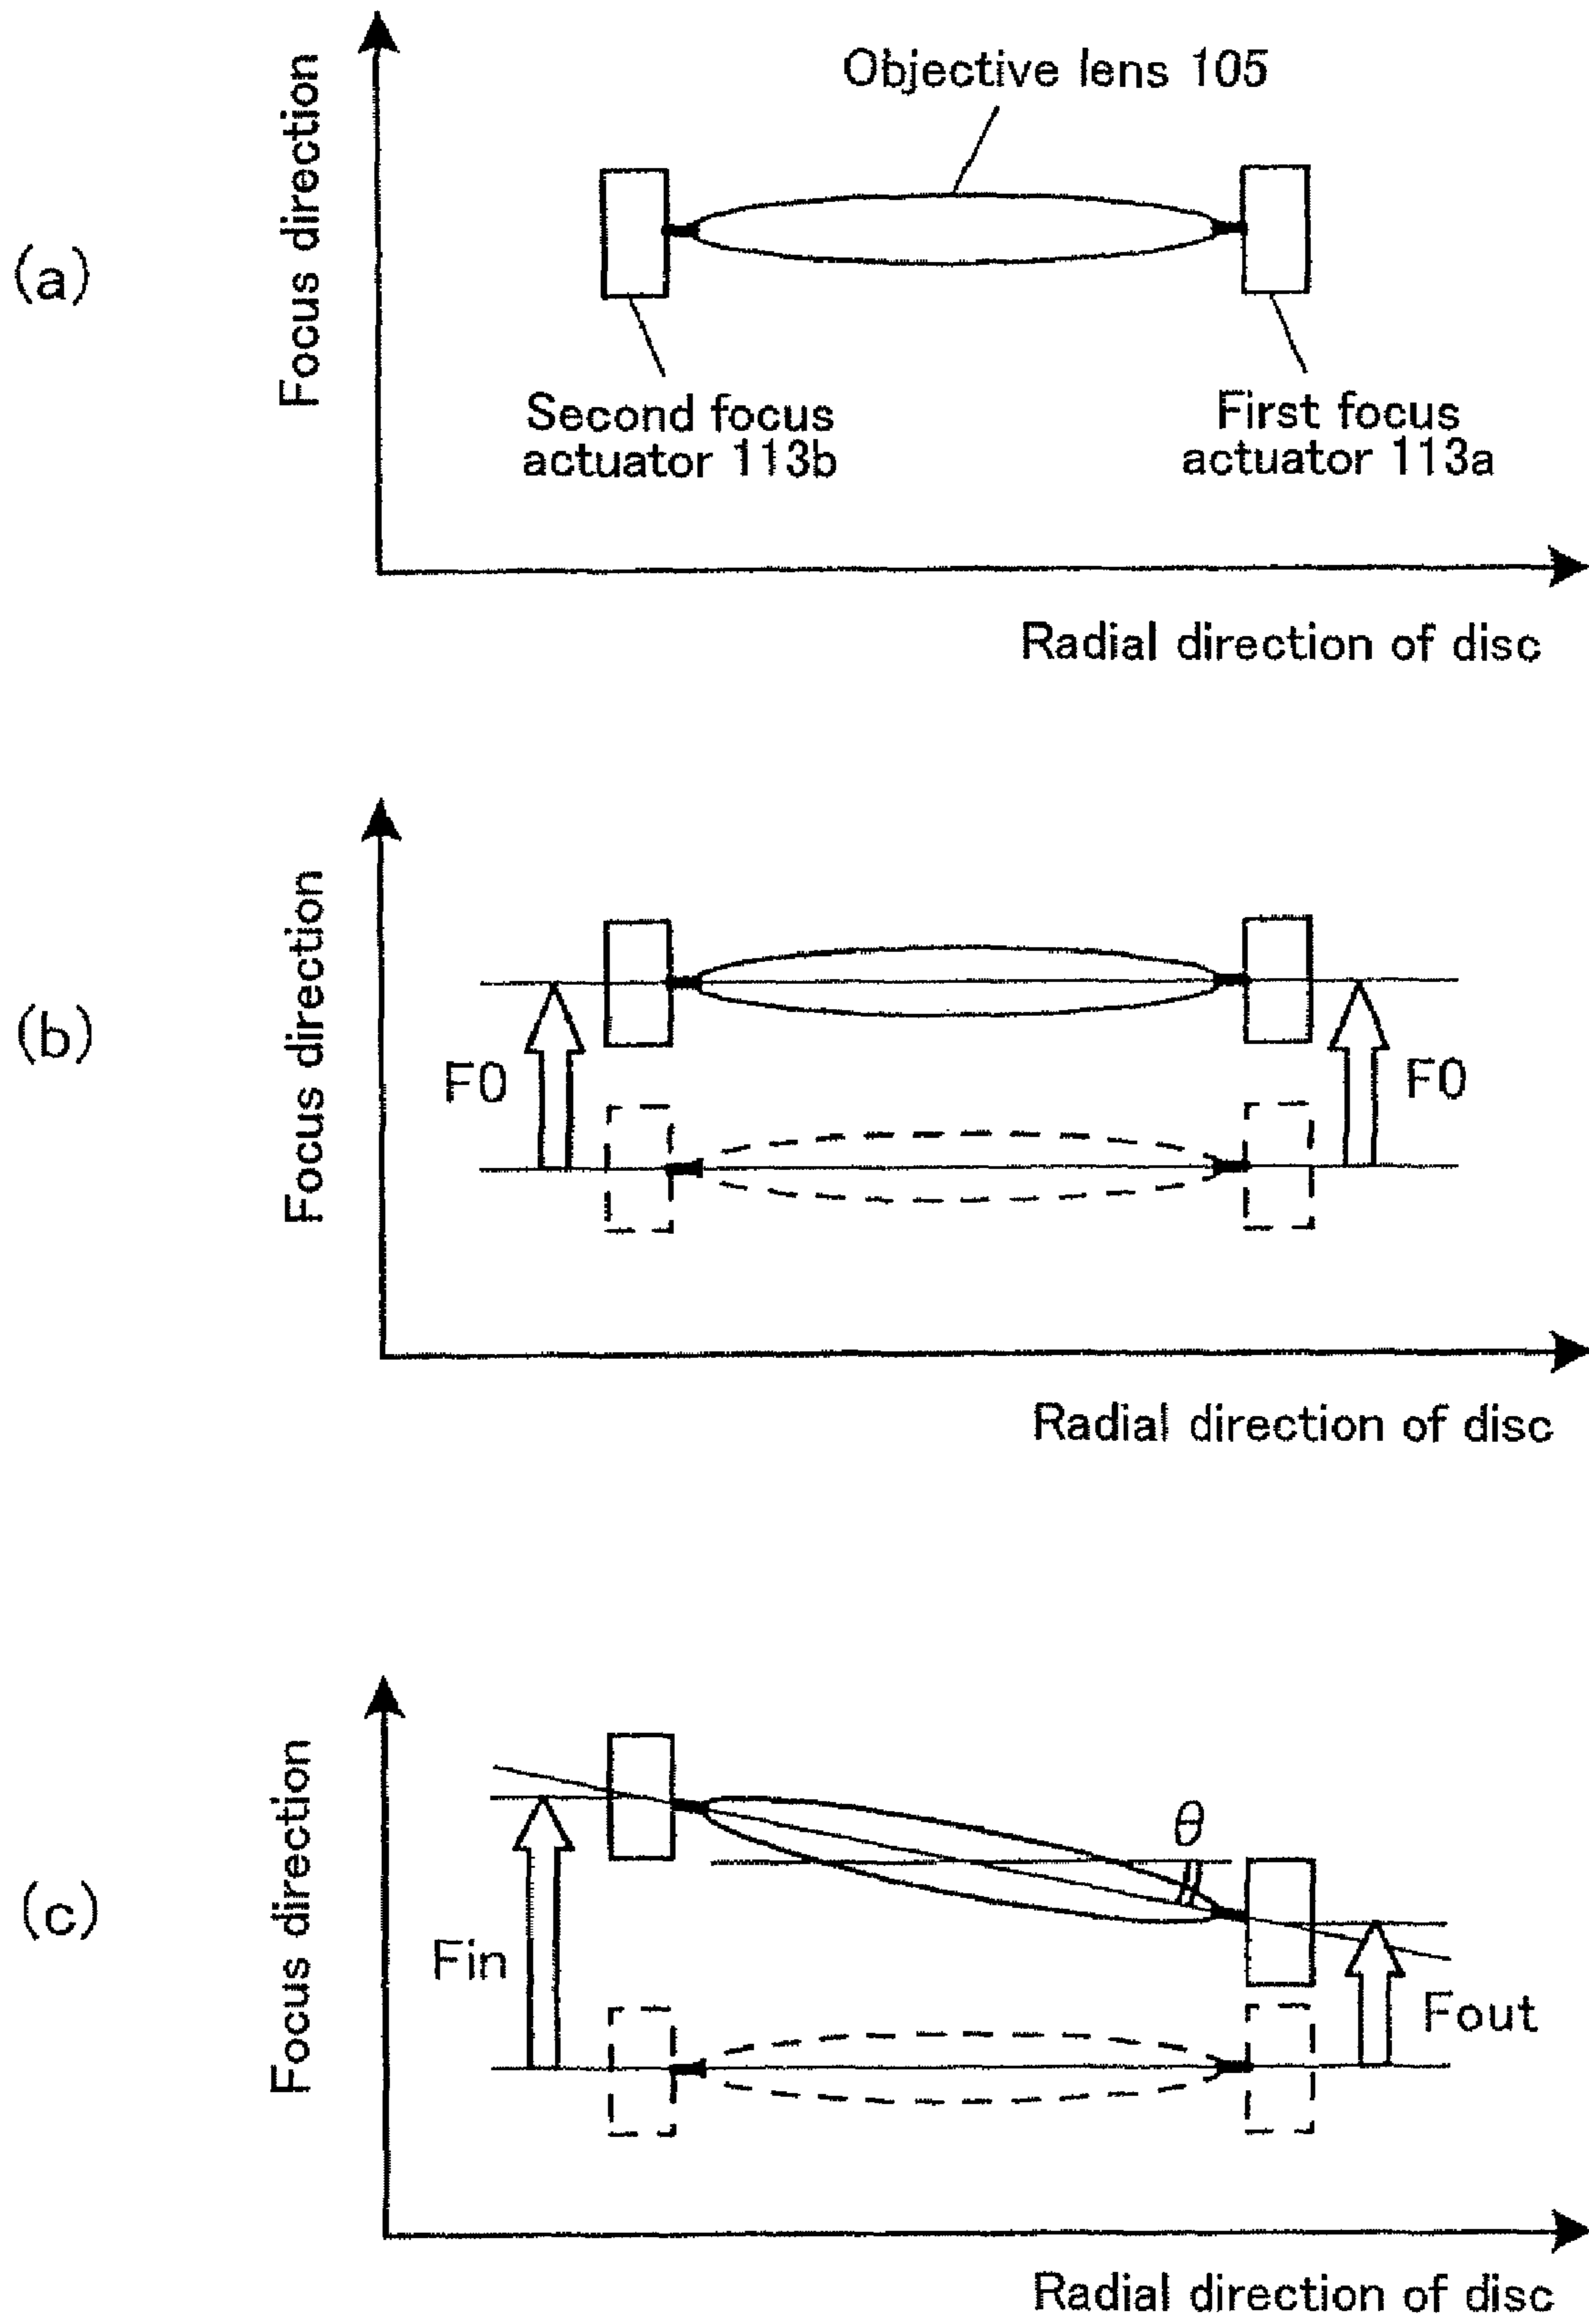 (a)
Focus direction
Objective lens 105
Second focus
actuator 113b
First focus
actuator 113a
Radial direction of disc
(b)
Focus direction
F0
F0
Radial direction of disc
(c)
Focus direction
θ
Fin
Fout
Radial direction of disc